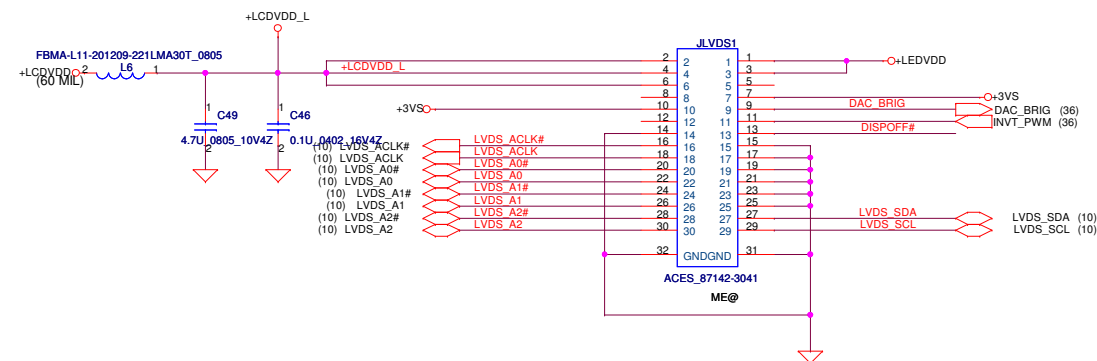 +LCDVDD_L
FBMA-L11-201209-221LMA30T_0805
L6
+LCDVDD
2
1
(60 MIL)
+LCDVDD_L
1
C49
4.7U_0805_10V4Z
2
1
C46
0.1U_0402_16V4Z
2
JLVDS1
2 2 1 1 +LEDVDD
4 4 3 3
6 6 5 5
8 8 7 7 +3VS
+3VS 10 10 9 9 DAC_BRIG DAC_BRIG (36)
12 12 11 11 INVT_PWM (36)
14 14 13 13 DISPOFF#
(10) LVDS_ACLK# LVDS_ACLK# 16 16 15 15
(10) LVDS_ACLK LVDS_ACLK 18 18 17 17
(10) LVDS_A0# LVDS_A0# 20 20 19 19
(10) LVDS_A0 LVDS_A0 22 22 21 21
(10) LVDS_A1# LVDS_A1# 24 24 23 23
(10) LVDS_A1 LVDS_A1 26 26 25 25
(10) LVDS_A2# LVDS_A2# 28 28 27 27 LVDS_SDA LVDS_SDA (10)
(10) LVDS_A2 LVDS_A2 30 30 29 29 LVDS_SCL LVDS_SCL (10)
32 GND GND 31
ACES_87142-3041
ME@